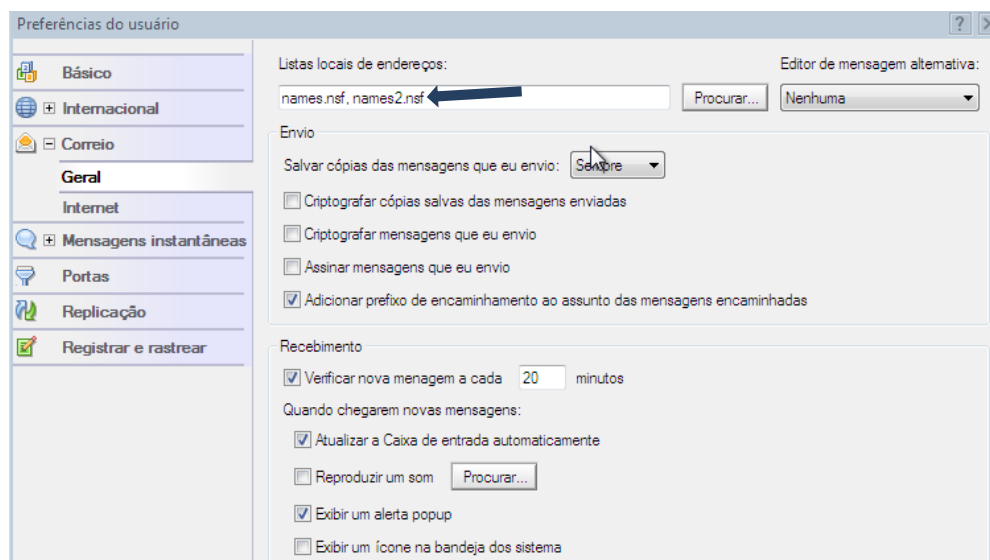 Preferências do usuário
?
Básico
Internacional
Correio
Geral
Internet
Mensagens instantâneas
Portas
Replicação
Registrar e rastrear
Listas locais de endereços:
Editor de mensagem alternativa:
names.nsf, names2.nsf
Procurar...
Nenhuma
Envio
Salvar cópias das mensagens que eu envio: Sempre
Criptografar cópias salvas das mensagens enviadas
Criptografar mensagens que eu envio
Assinar mensagens que eu envio
Adicionar prefixo de encaminhamento ao assunto das mensagens encaminhadas
Recebimento
Verificar nova menagem a cada 20 minutos
Quando chegarem novas mensagens:
Atualizar a Caixa de entrada automaticamente
Reproduzir um som Procurar...
Exibir um alerta popup
Exibir um ícone na bandeja dos sistema